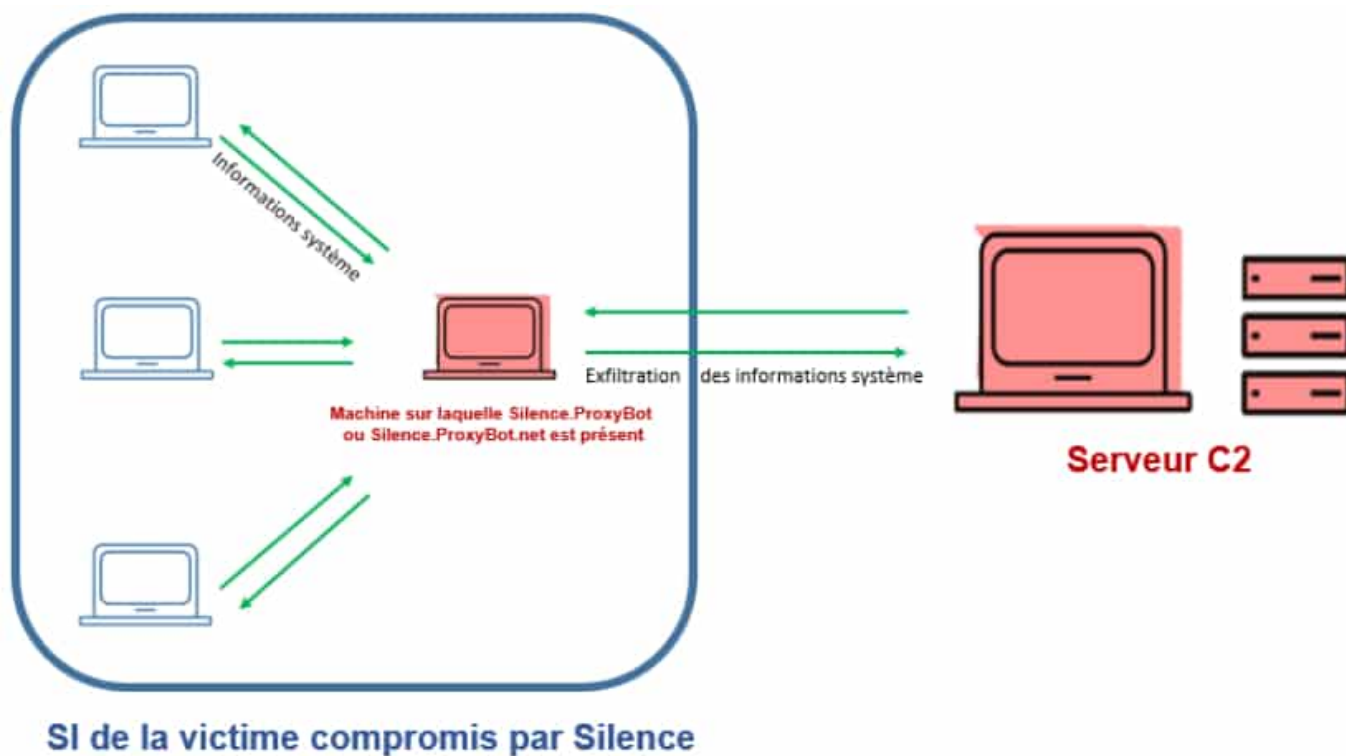 Informations système
Machine sur laquelle Silence.ProxyBot
ou Silence.ProxyBot.net est présent
Exfiltration des informations système
Serveur C2
SI de la victime compromis par Silence